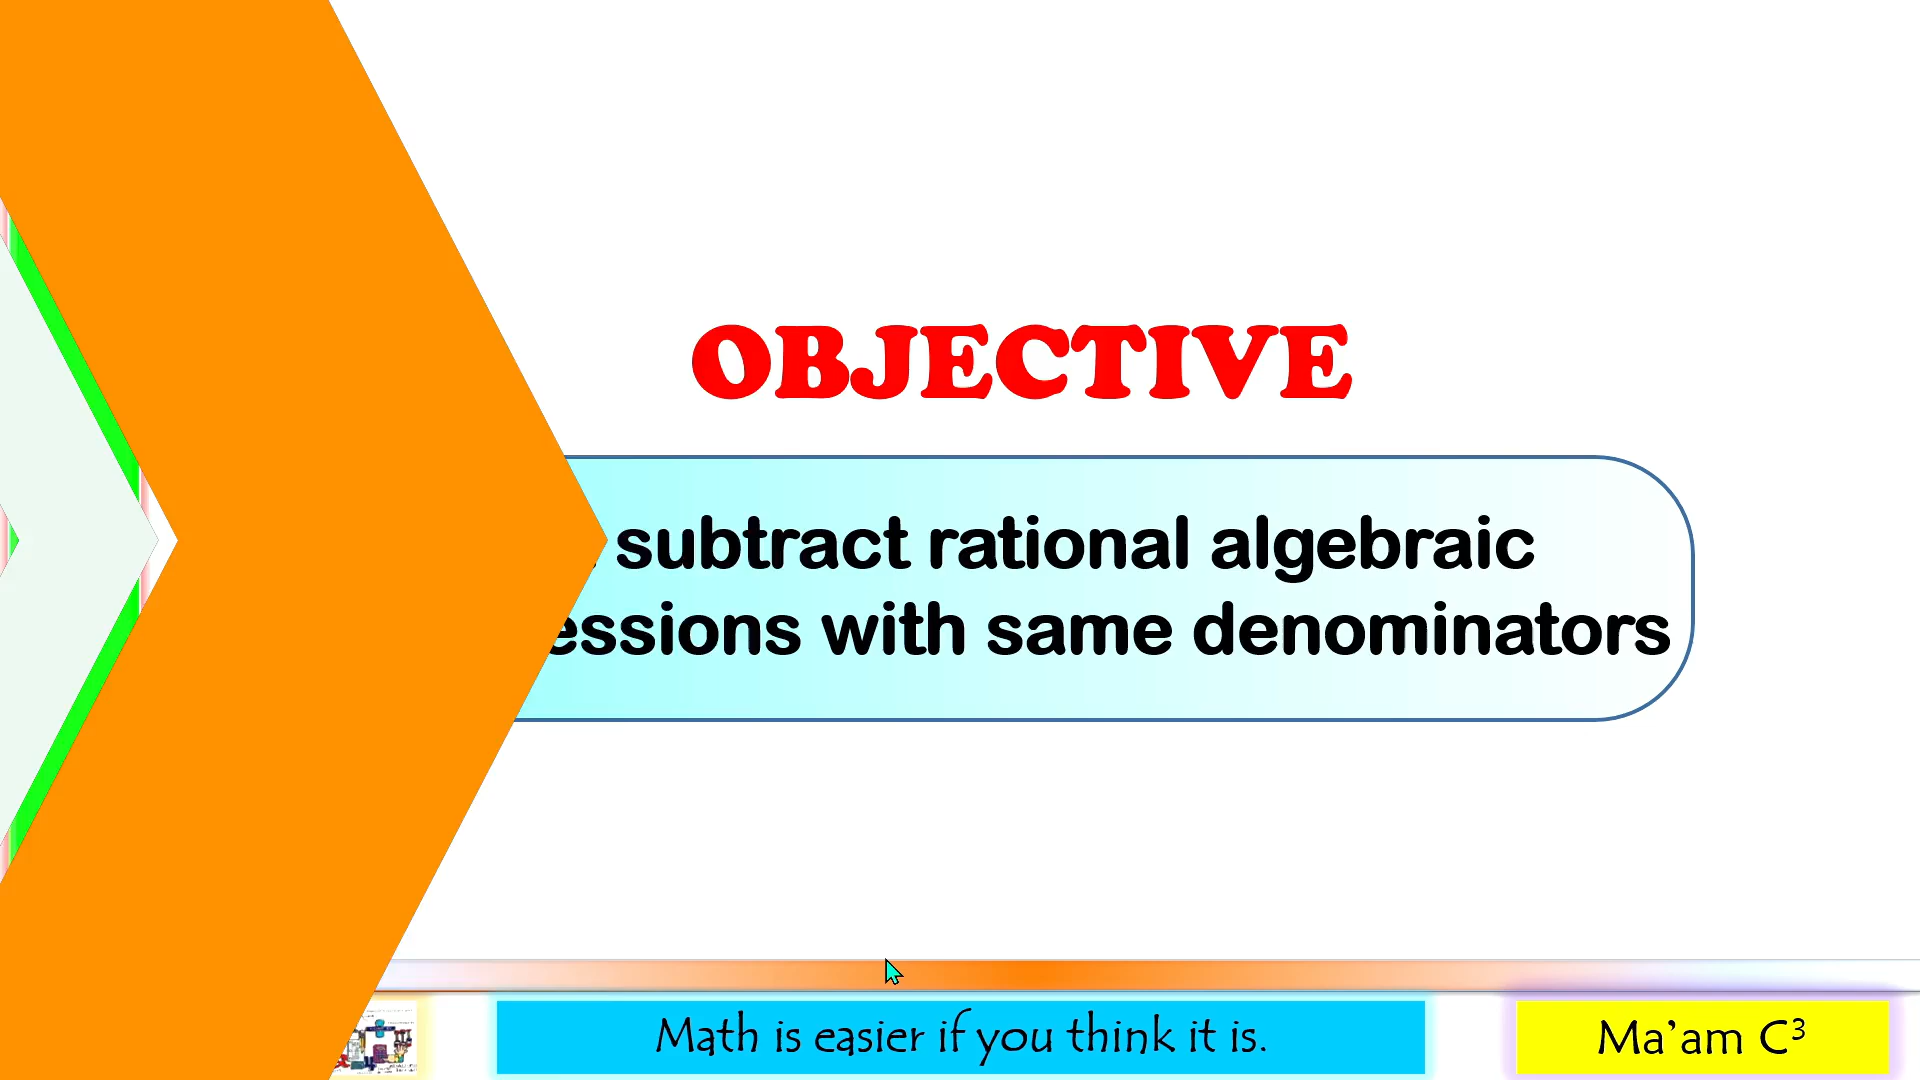 OBJECTIVE
subtract rational algebraic
essions with same denominators
Math is easier if you think it is.
Ma'am C³